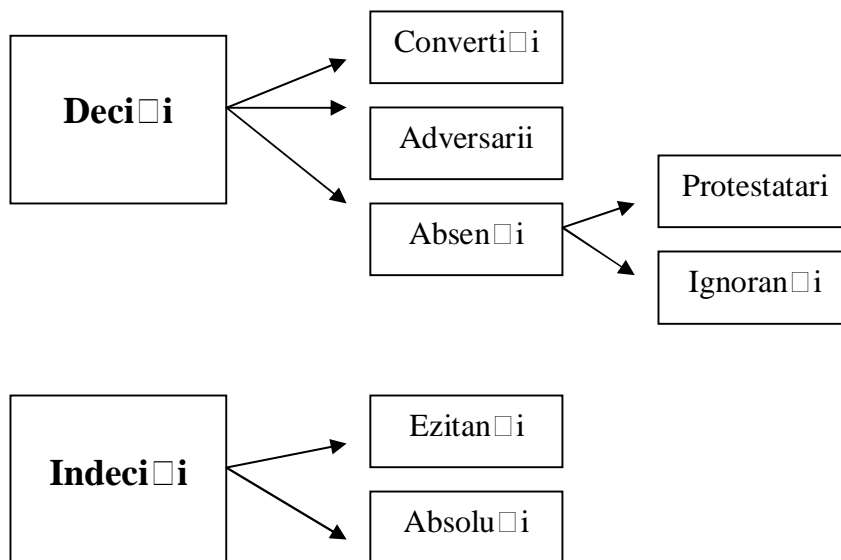 Converti□i
Deci□i
Adversarii
Protestatari
Absen□i
Ignoran□i
Ezitan□i
Indeci□i
Absolu□i